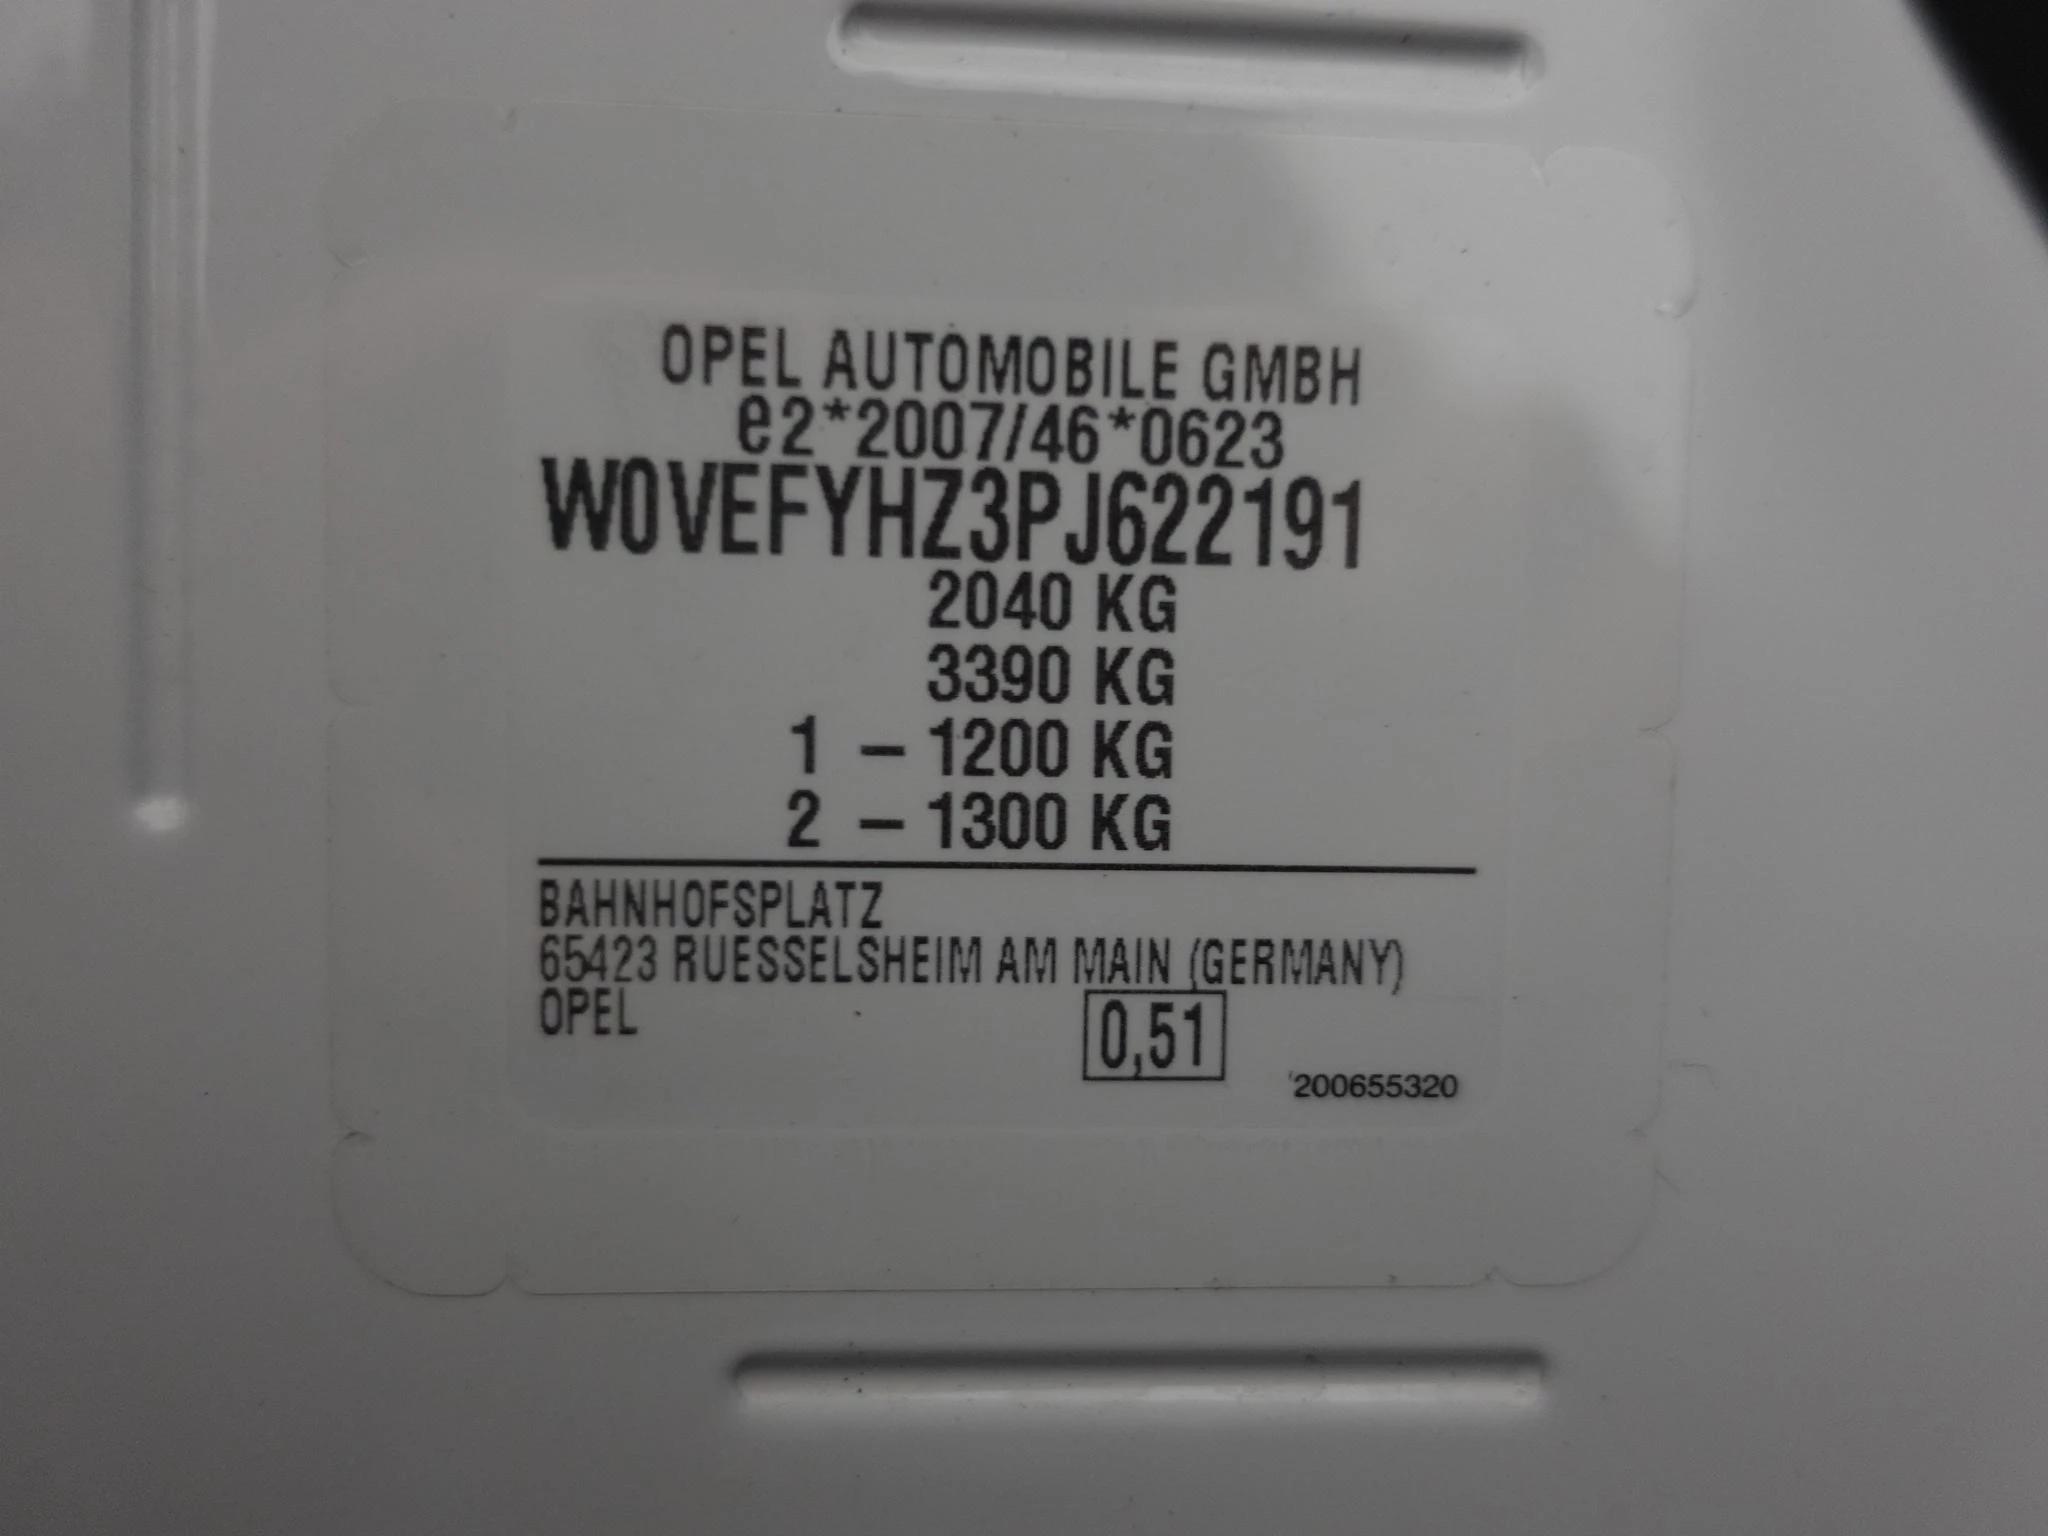 OPEL AUTOMOBILE GMBH
e2*2007/46*0623
W0VEFYHZ3PJ622191
2040 KG
3390 KG
1 - 1200 KG
2 - 1300 KG
BAHNHOFSPLATZ
65423 RUESSELSHEIM AM MAIN (GERMANY)
OPEL
0,51
200655320